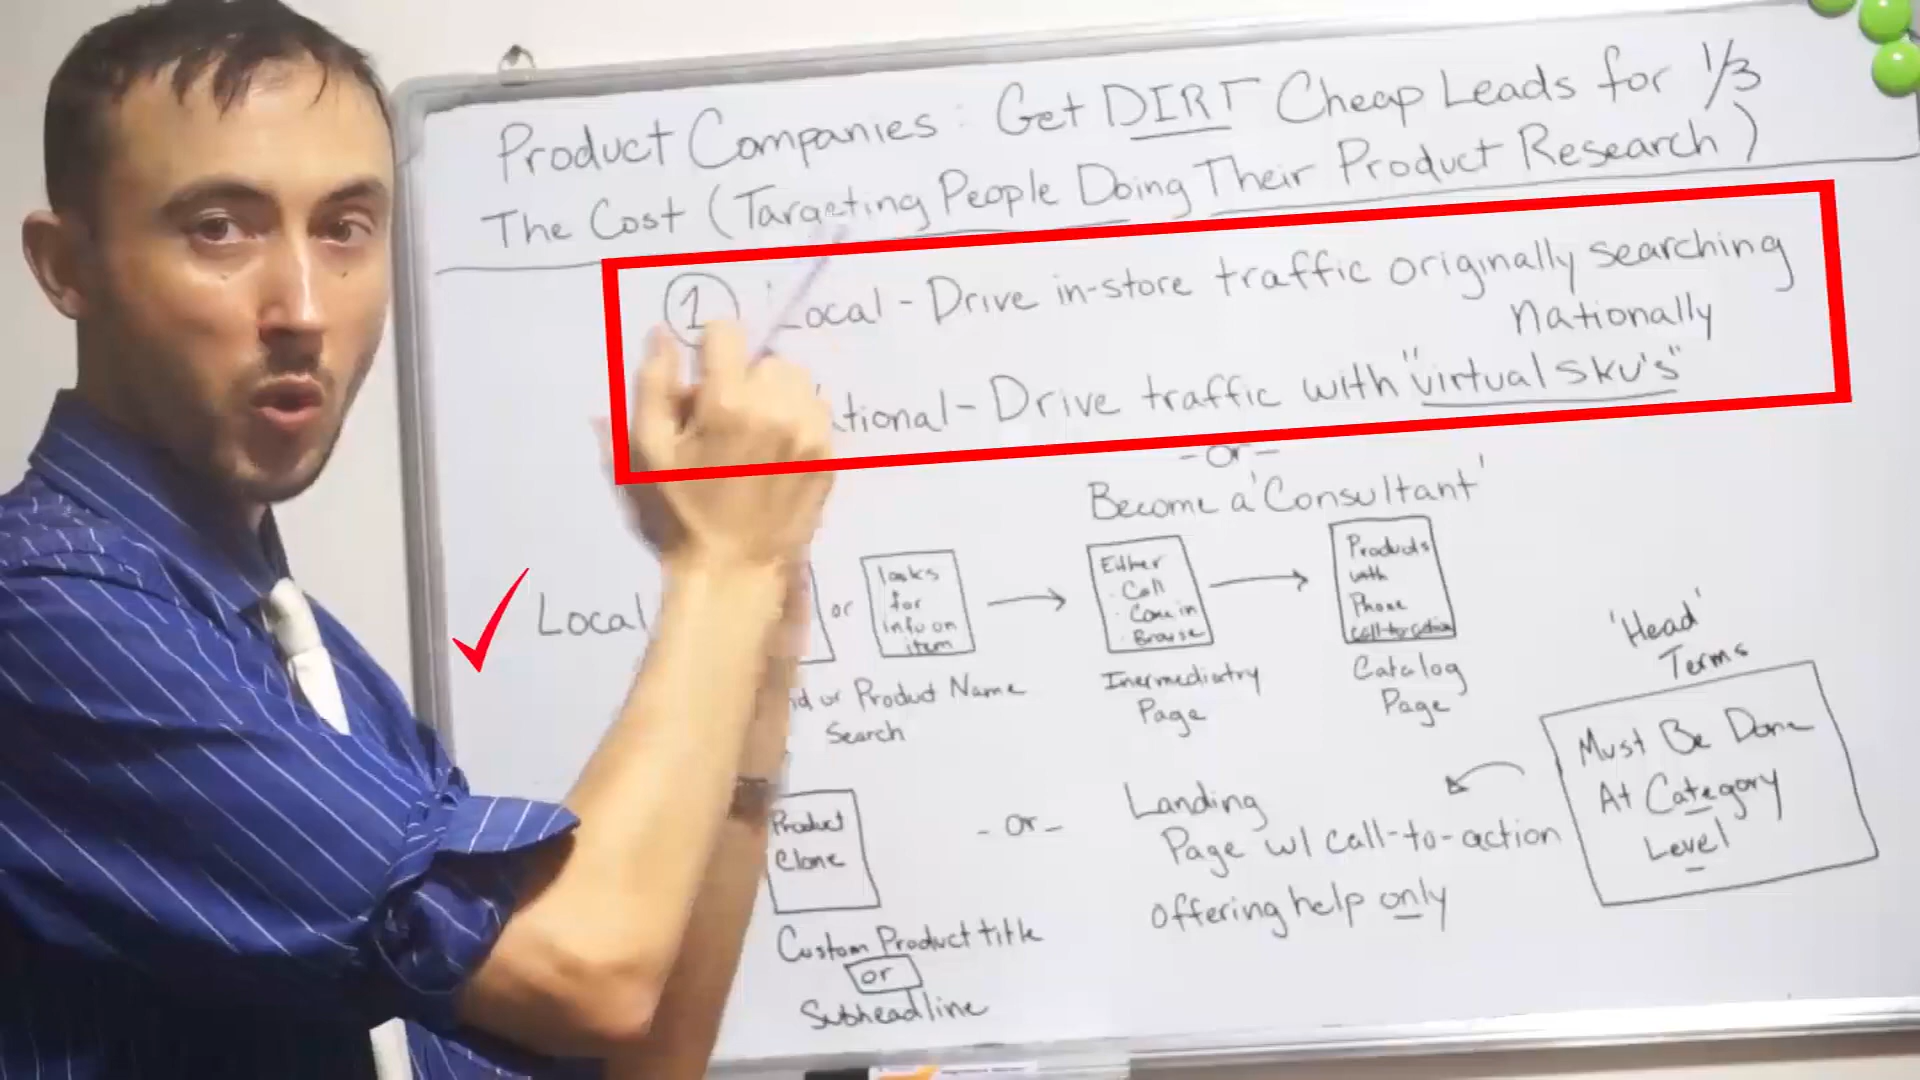 Product Companies: Get DIRT Cheap Leads for 1/3
The Cost (Targeting People Doing Their Product Research)
1 Local - Drive in-store traffic originally searching
nationally
tional - Drive traffic with "virtual sku's"
- or -
Become a 'Consultant'
Local
or
looks
for
info on
item
Either
· Call
· Come in
· Browse
Products
with
Phone
call-to-action
nd or Product Name
Search
Inermediartry
Page
Catalog
Page
'Head'
Terms
Must Be Done
At Category
Level
Product
Clone
- or -
Landing
Page w/ call-to-action
offering help only
Custom Product title
or
Subheadline